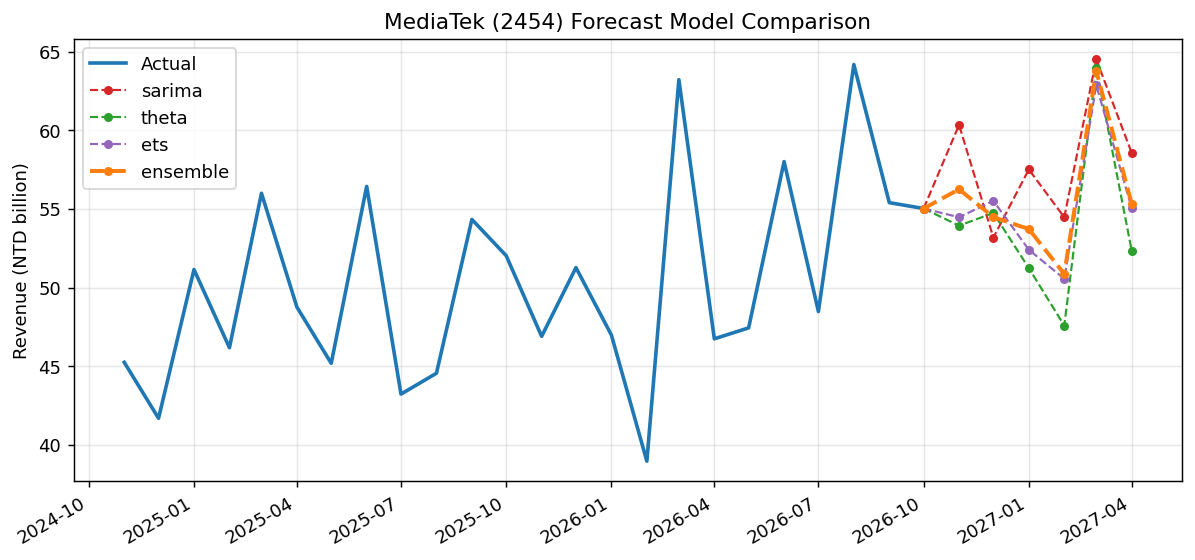 MediaTek (2454) Forecast Model Comparison
Revenue (NTD billion)
65
60
55
50
45
40
Actual
sarima
theta
ets
ensemble
2024-10
2025-01
2025-04
2025-07
2025-10
2026-01
2026-04
2026-07
2026-10
2027-01
2027-04